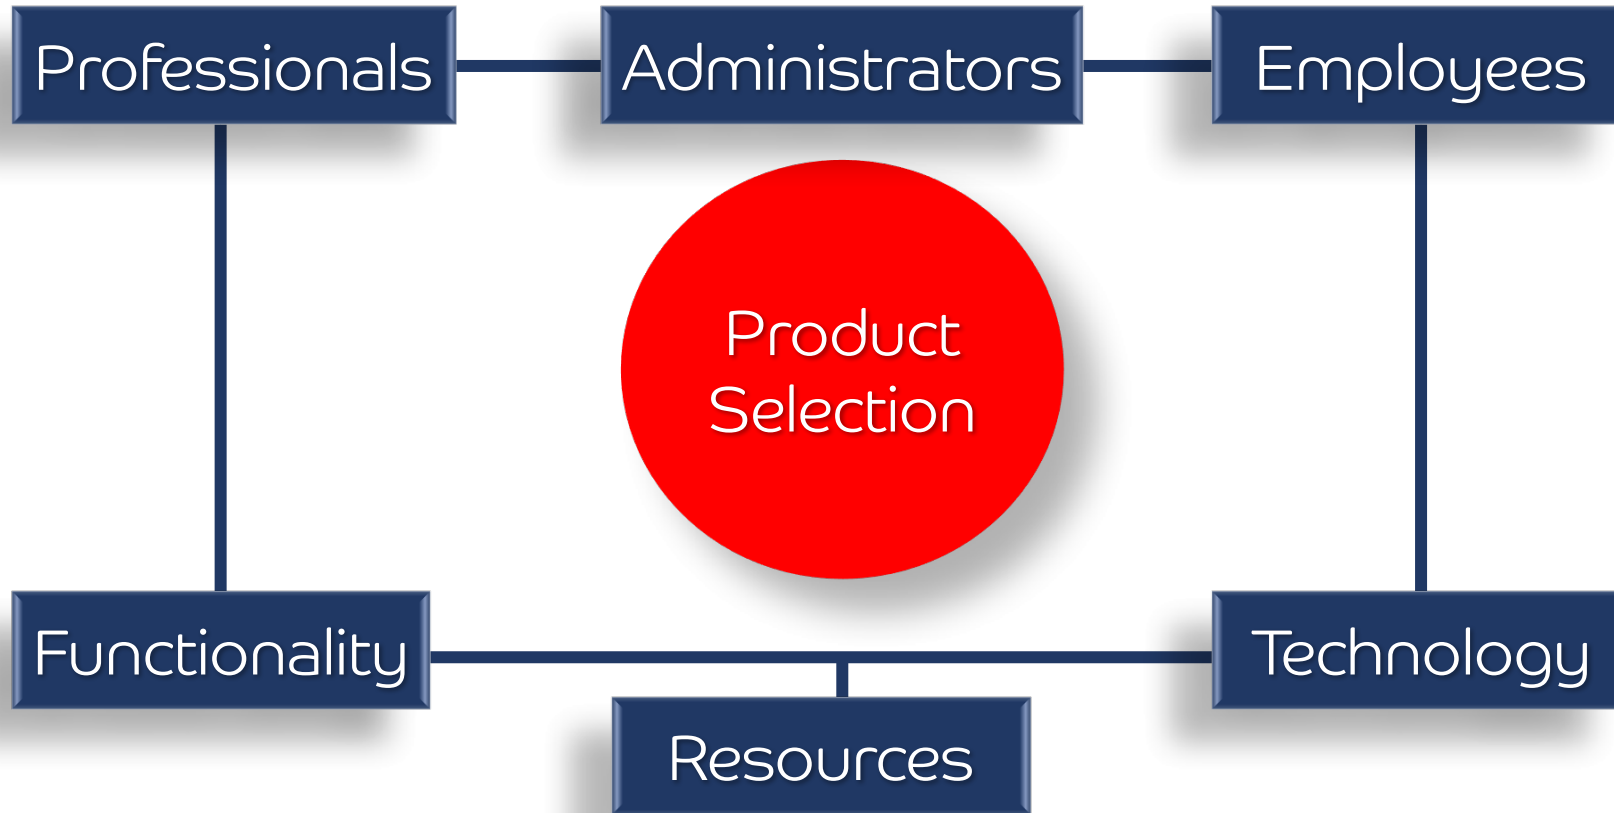 Professionals
Administrators
Employees
Product
Selection
Functionality
Technology
Resources